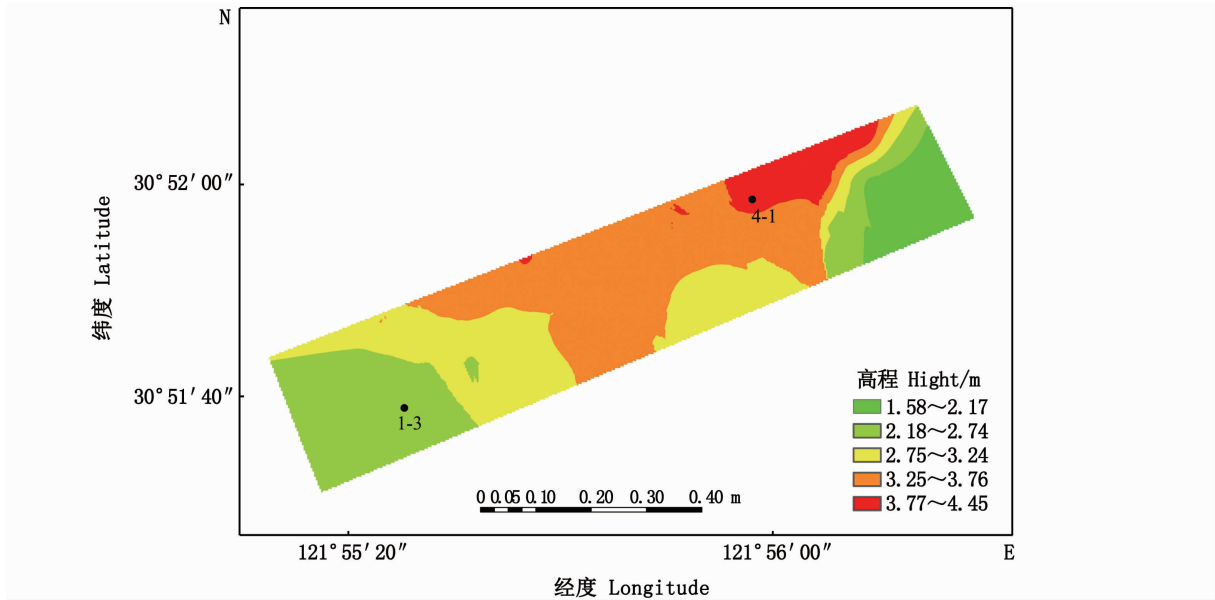 N
30°52′00″
4-1
纬度 Latitude
30°51′40″
1-3
高程 Hight/m
1.58～2.17
2.18～2.74
2.75～3.24
3.25～3.76
3.77～4.45
0 0.05 0.10 0.20 0.30 0.40 m
121°55′20″ 121°56′00″ E
经度 Longitude